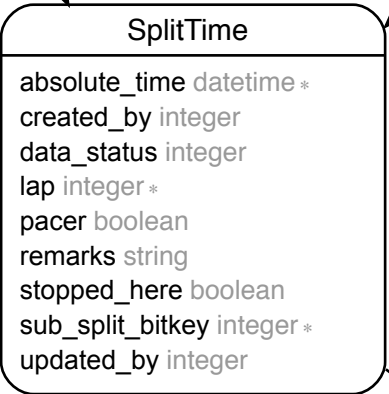 SplitTime
absolute_time datetime *
created_by integer
data_status integer
lap integer *
pacer boolean
remarks string
stopped_here boolean
sub_split_bitkey integer *
updated_by integer